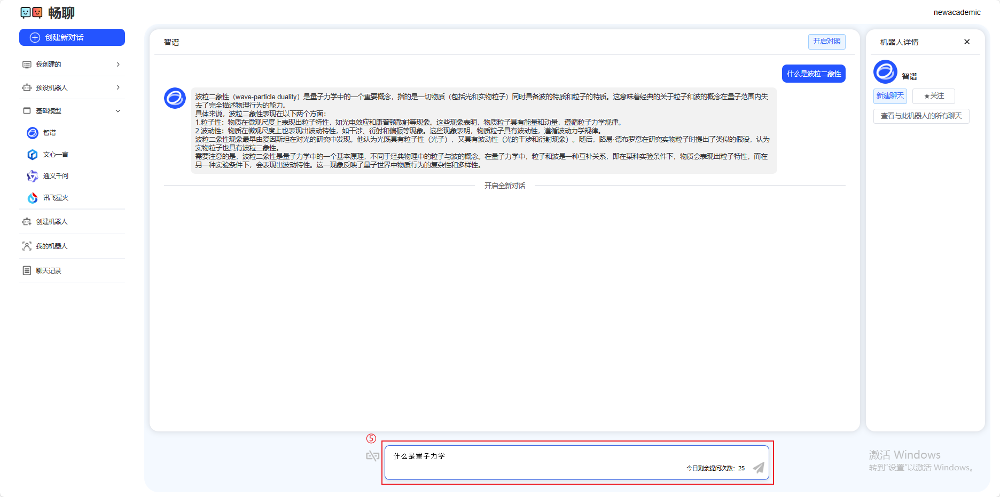 畅聊
newacademic
创建新对话
我创建的
预设机器人
基础模型
智谱
文心一言
通义千问
讯飞星火
创建机器人
我的机器人
聊天记录
智谱
开启对照
什么是波粒二象性
波粒二象性（wave-particle duality）是量子力学中的一个重要概念，指的是一切物质（包括光和实物粒子）同时具备波的特质和粒子的特质。这意味着经典的关于粒子和波的概念在量子范围内失
去了完全描述物理行为的能力。
具体来说，波粒二象性表现在以下两个方面：
1.粒子性：物质在微观尺度上表现出粒子特性，如光电效应和康普顿散射等现象。这些现象表明，物质粒子具有能量和动量，遵循粒子力学规律。
2.波动性：物质在微观尺度上也表现出波动特性，如干涉、衍射和偏振等现象。这些现象表明，物质粒子具有波动性，遵循波动力学规律。
波粒二象性现象最早由爱因斯坦在对光的研究中发现。他认为光既具有粒子性（光子），又具有波动性（光的干涉和衍射现象）。随后，路易·德布罗意在研究实物粒子时提出了类似的假设，认为
实物粒子也具有波粒二象性。
需要注意的是，波粒二象性是量子力学中的一个基本原理，不同于经典物理中的粒子与波的概念。在量子力学中，粒子和波是一种互补关系，即在某种实验条件下，物质会表现出粒子特性，而在
另一种实验条件下，会表现出波动特性。这一现象反映了量子世界中物质行为的复杂性和多样性。
开启全新对话
机器人详情
智谱
新建聊天
★关注
查看与此机器人的所有聊天
⑤
什么是量子力学
今日剩余提问次数：25
激活 Windows
转到“设置”以激活 Windows。